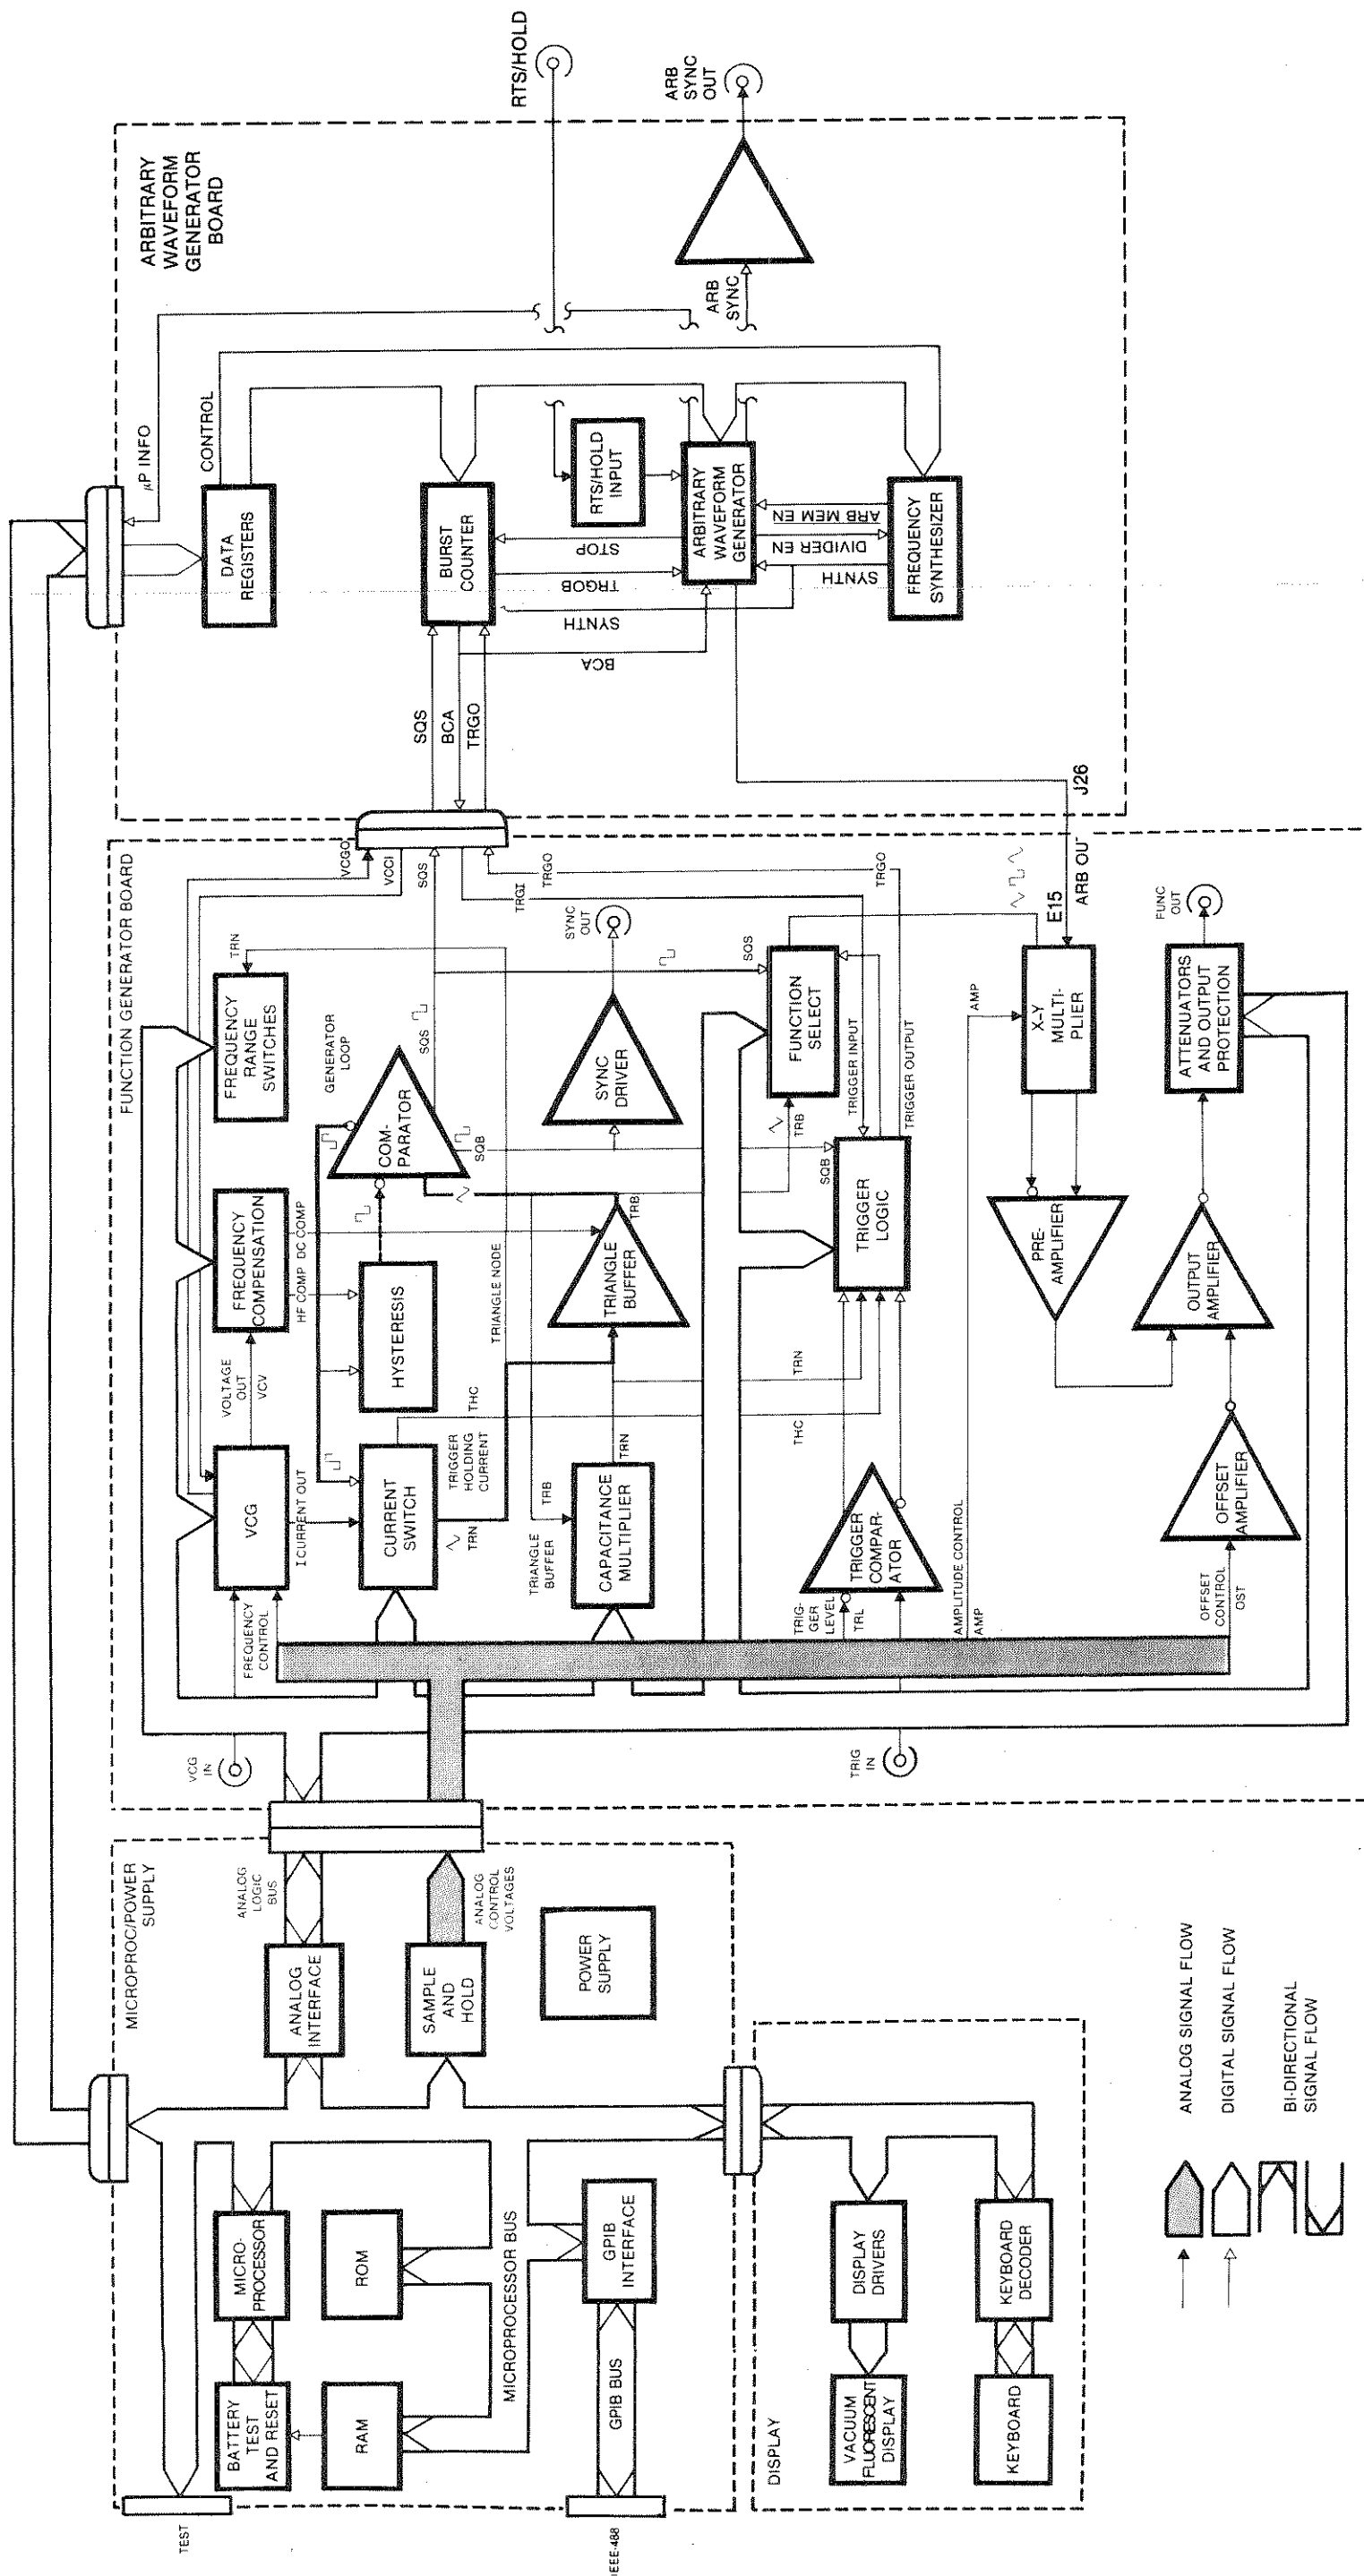 TEST
IEEE-488
MICROPROC/POWER
SUPPLY
BATTERY
TEST
AND RESET
MICRO-
PROCESSOR
RAM
ROM
MICROPROCESSOR BUS
GPIB BUS
GPIB
INTERFACE
ANALOG
INTERFACE
ANALOG
LOGIC
BUS
SAMPLE
AND
HOLD
ANALOG
CONTROL
VOLTAGES
POWER
SUPPLY
DISPLAY
VACUUM
FLUORESCENT
DISPLAY
DISPLAY
DRIVERS
KEYBOARD
KEYBOARD
DECODER
ANALOG SIGNAL FLOW
DIGITAL SIGNAL FLOW
BI-DIRECTIONAL
SIGNAL FLOW
FUNCTION GENERATOR BOARD
VCG
IN
TRIG
IN
FREQUENCY
CONTROL
VCG
VOLTAGE
OUT
VCV
I CURRENT OUT
FREQUENCY
COMPENSATION
HF COMP
DC COMP
FREQUENCY
RANGE
SWITCHES
TRN
VCGO
VCCI
SQS
TRGI
TRGO
CURRENT
SWITCH
THC
TRIGGER
HOLDING
CURRENT
TRN
HYSTERESIS
COM-
PARATOR
GENERATOR
LOOP
SQS
SQB
TRIANGLE NODE
TRIANGLE
BUFFER
TRB
CAPACITANCE
MULTIPLIER
TRN
TRIANGLE
BUFFER
TRB
SYNC
DRIVER
SYNC
OUT
THC
TRN
TRIG-
GER
LEVEL
TRL
TRIGGER
COMPAR-
ATOR
TRIGGER
LOGIC
SQB
TRB
SQS
FUNCTION
SELECT
TRIGGER INPUT
TRIGGER OUTPUT
TRGO
AMPLITUDE CONTROL
AMP
AMP
X-Y
MULTI-
PLIER
E15
ARB OU
PRE-
AMPLIFIER
OFFSET
CONTROL
OST
OFFSET
AMPLIFIER
OUTPUT
AMPLIFIER
ATTENUATORS
AND OUTPUT
PROTECTION
FUNC
OUT
ARBITRARY
WAVEFORM
GENERATOR
BOARD
μP INFO
CONTROL
DATA
REGISTERS
SQS
BCA
TRGO
BURST
COUNTER
BCA
SYNTH
TRGOB
STOP
RTS/HOLD
INPUT
ARBITRARY
WAVEFORM
GENERATOR
SYNTH
DIVIDER EN
ARB MEM EN
FREQUENCY
SYNTHESIZER
J26
ARB
SYNC
RTS/HOLD
ARB
SYNC
OUT